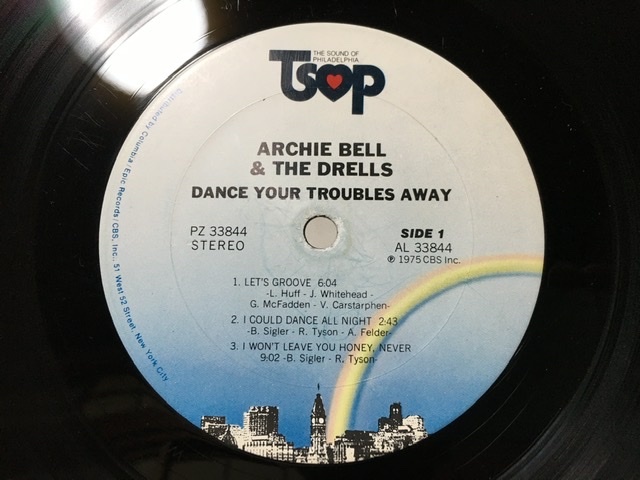 THE SOUND OF
PHILADELPHIA
TSOP
ARCHIE BELL
& THE DRELLS
DANCE YOUR TROUBLES AWAY
PZ 33844
STEREO
SIDE 1
AL 33844
℗ 1975 CBS Inc.
1. LET'S GROOVE 6:04
-L. Huff - J. Whitehead -
G. McFadden - V. Carstarphen-
2. I COULD DANCE ALL NIGHT 2:43
-B. Sigler - R. Tyson - A. Felder-
3. I WON'T LEAVE YOU HONEY, NEVER
9:02 -B. Sigler - R. Tyson-
Distributed by Columbia/Epic Records/CBS, Inc., 51 West 52 Street, New York City